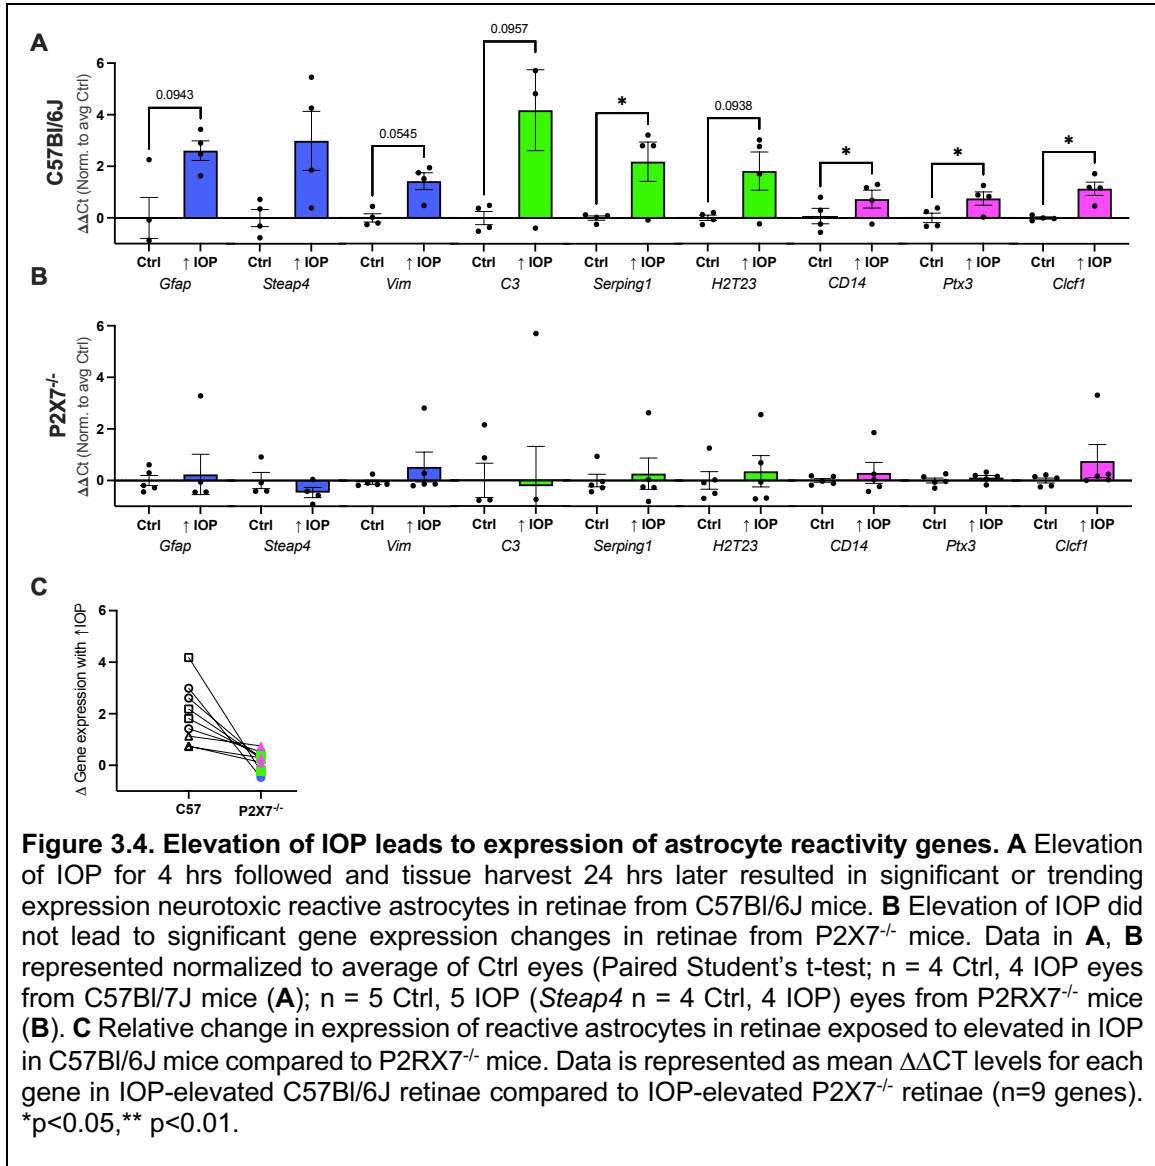 A
C57Bl/6J
ΔΔCt (Norm. to avg Ctrl)
6
4
2
0
0.0943
0.0545
0.0957
*
0.0938
*
*
*
Ctrl ↑ IOP Ctrl ↑ IOP Ctrl ↑ IOP Ctrl ↑ IOP Ctrl ↑ IOP Ctrl ↑ IOP Ctrl ↑ IOP Ctrl ↑ IOP Ctrl ↑ IOP
Gfap Steap4 Vim C3 Serping1 H2T23 CD14 Ptx3 Clcf1
B
P2X7-/-
ΔΔCt (Norm. to avg Ctrl)
6
4
2
0
Ctrl ↑ IOP Ctrl ↑ IOP Ctrl ↑ IOP Ctrl ↑ IOP Ctrl ↑ IOP Ctrl ↑ IOP Ctrl ↑ IOP Ctrl ↑ IOP Ctrl ↑ IOP
Gfap Steap4 Vim C3 Serping1 H2T23 CD14 Ptx3 Clcf1
C
Δ Gene expression with ↑IOP
6
4
2
0
C57 P2X7-/-
Figure 3.4. Elevation of IOP leads to expression of astrocyte reactivity genes. A Elevation
of IOP for 4 hrs followed and tissue harvest 24 hrs later resulted in significant or trending
expression neurotoxic reactive astrocytes in retinae from C57Bl/6J mice. B Elevation of IOP did
not lead to significant gene expression changes in retinae from P2X7-/- mice. Data in A, B
represented normalized to average of Ctrl eyes (Paired Student's t-test; n = 4 Ctrl, 4 IOP eyes
from C57Bl/7J mice (A); n = 5 Ctrl, 5 IOP (Steap4 n = 4 Ctrl, 4 IOP) eyes from P2RX7-/- mice
(B). C Relative change in expression of reactive astrocytes in retinae exposed to elevated in IOP
in C57Bl/6J mice compared to P2RX7-/- mice. Data is represented as mean ΔΔCT levels for each
gene in IOP-elevated C57Bl/6J retinae compared to IOP-elevated P2X7-/- retinae (n=9 genes).
*p<0.05,** p<0.01.